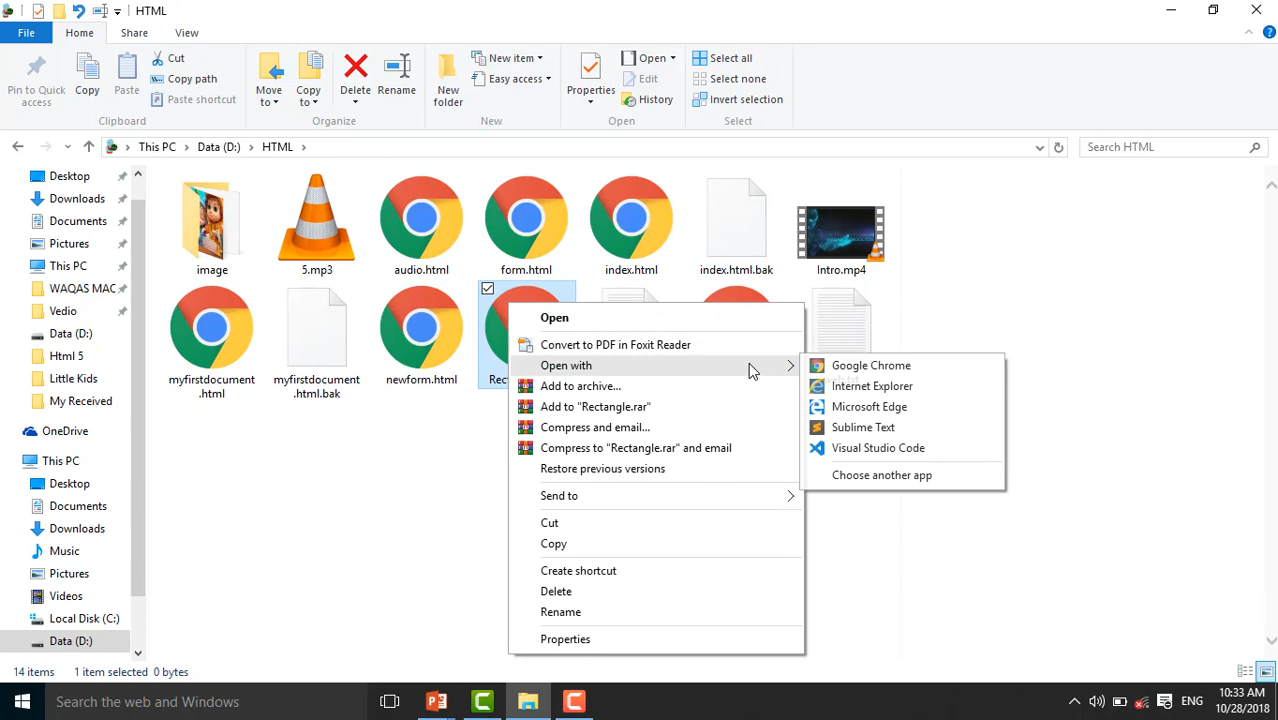 HTML
File
Home
Share
View
Pin to Quick access
Copy
Paste
Cut
Copy path
Paste shortcut
Clipboard
Move to
Copy to
Delete
Rename
Organize
New folder
New item
Easy access
New
Properties
Open
Edit
History
Open
Select all
Select none
Invert selection
Select
This PC
Data (D:)
HTML
Search HTML
Desktop
Downloads
Documents
Pictures
This PC
WAQAS MAC
Vedio
Data (D:)
Html 5
Little Kids
My Received
OneDrive
This PC
Desktop
Documents
Downloads
Music
Pictures
Videos
Local Disk (C:)
Data (D:)
image
5.mp3
audio.html
form.html
index.html
index.html.bak
Intro.mp4
myfirstdocument
.html
myfirstdocument
.html.bak
newform.html
Open
Convert to PDF in Foxit Reader
Open with
Add to archive...
Add to "Rectangle.rar"
Compress and email...
Compress to "Rectangle.rar" and email
Restore previous versions
Send to
Cut
Copy
Create shortcut
Delete
Rename
Properties
Google Chrome
Internet Explorer
Microsoft Edge
Sublime Text
Visual Studio Code
Choose another app
14 items
1 item selected 0 bytes
Search the web and Windows
ENG
10:33 AM
10/28/2018